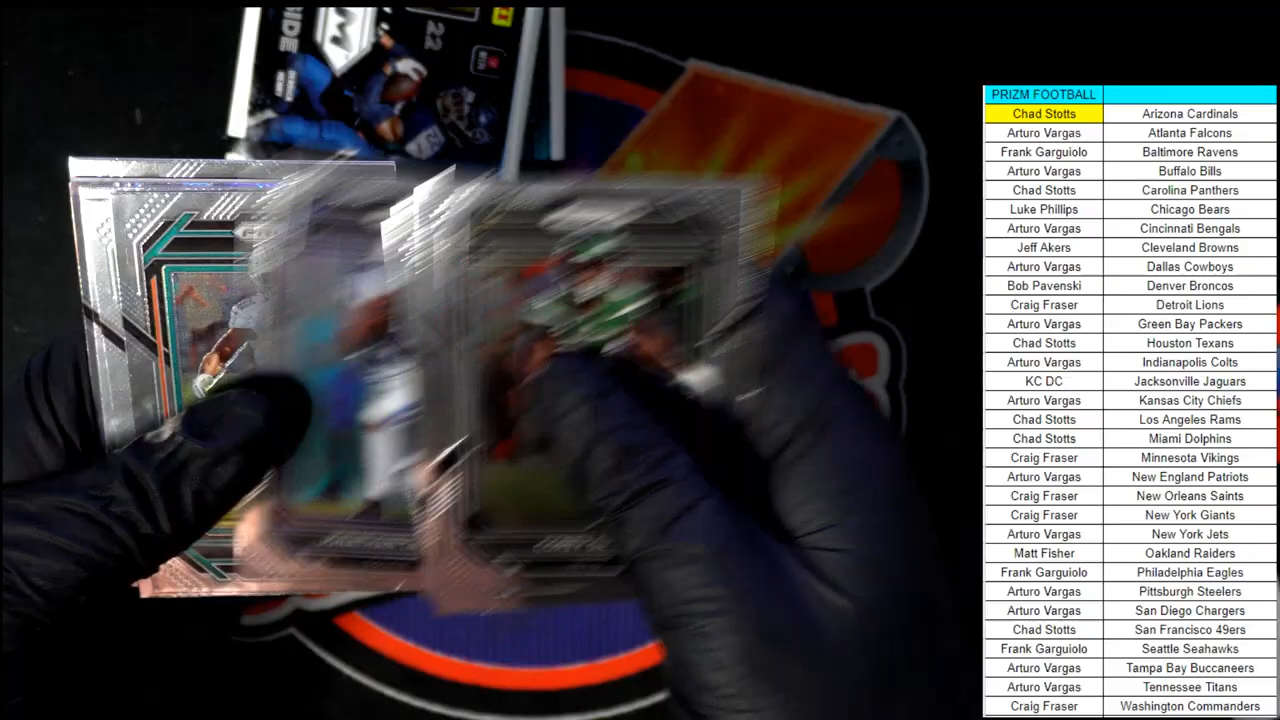 22
PRIZM FOOTBALL
Chad Stotts Arizona Cardinals
Arturo Vargas Atlanta Falcons
Frank Garguiolo Baltimore Ravens
Arturo Vargas Buffalo Bills
Chad Stotts Carolina Panthers
Luke Phillips Chicago Bears
Arturo Vargas Cincinnati Bengals
Jeff Akers Cleveland Browns
Arturo Vargas Dallas Cowboys
Bob Pavenski Denver Broncos
Craig Fraser Detroit Lions
Arturo Vargas Green Bay Packers
Chad Stotts Houston Texans
Arturo Vargas Indianapolis Colts
KC DC Jacksonville Jaguars
Arturo Vargas Kansas City Chiefs
Chad Stotts Los Angeles Rams
Chad Stotts Miami Dolphins
Craig Fraser Minnesota Vikings
Arturo Vargas New England Patriots
Craig Fraser New Orleans Saints
Craig Fraser New York Giants
Arturo Vargas New York Jets
Matt Fisher Oakland Raiders
Frank Garguiolo Philadelphia Eagles
Arturo Vargas Pittsburgh Steelers
Arturo Vargas San Diego Chargers
Chad Stotts San Francisco 49ers
Frank Garguiolo Seattle Seahawks
Arturo Vargas Tampa Bay Buccaneers
Arturo Vargas Tennessee Titans
Craig Fraser Washington Commanders